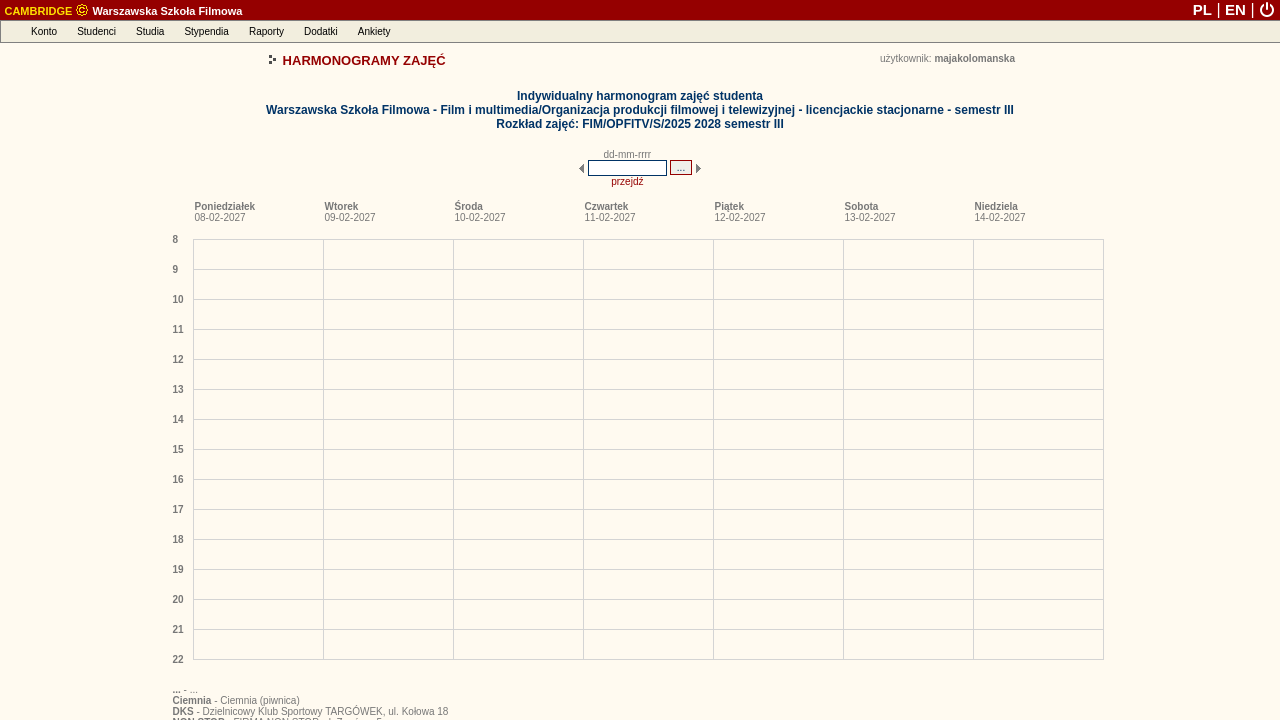 CAMBRIDGE Warszawska Szkoła Filmowa
PL | EN |
Konto Studenci Studia Stypendia Raporty Dodatki Ankiety
HARMONOGRAMY ZAJĘĆ
użytkownik: majakolomanska
Indywidualny harmonogram zajęć studenta
Warszawska Szkoła Filmowa - Film i multimedia/Organizacja produkcji filmowej i telewizyjnej - licencjackie stacjonarne - semestr III
Rozkład zajęć: FIM/OPFITV/S/2025 2028 semestr III
dd-mm-rrrr
...
przejdź
Poniedziałek Wtorek Środa Czwartek Piątek Sobota Niedziela
08-02-2027 09-02-2027 10-02-2027 11-02-2027 12-02-2027 13-02-2027 14-02-2027
8
9
10
11
12
13
14
15
16
17
18
19
20
21
22
... - ...
Ciemnia - Ciemnia (piwnica)
DKS - Dzielnicowy Klub Sportowy TARGÓWEK, ul. Kołowa 18